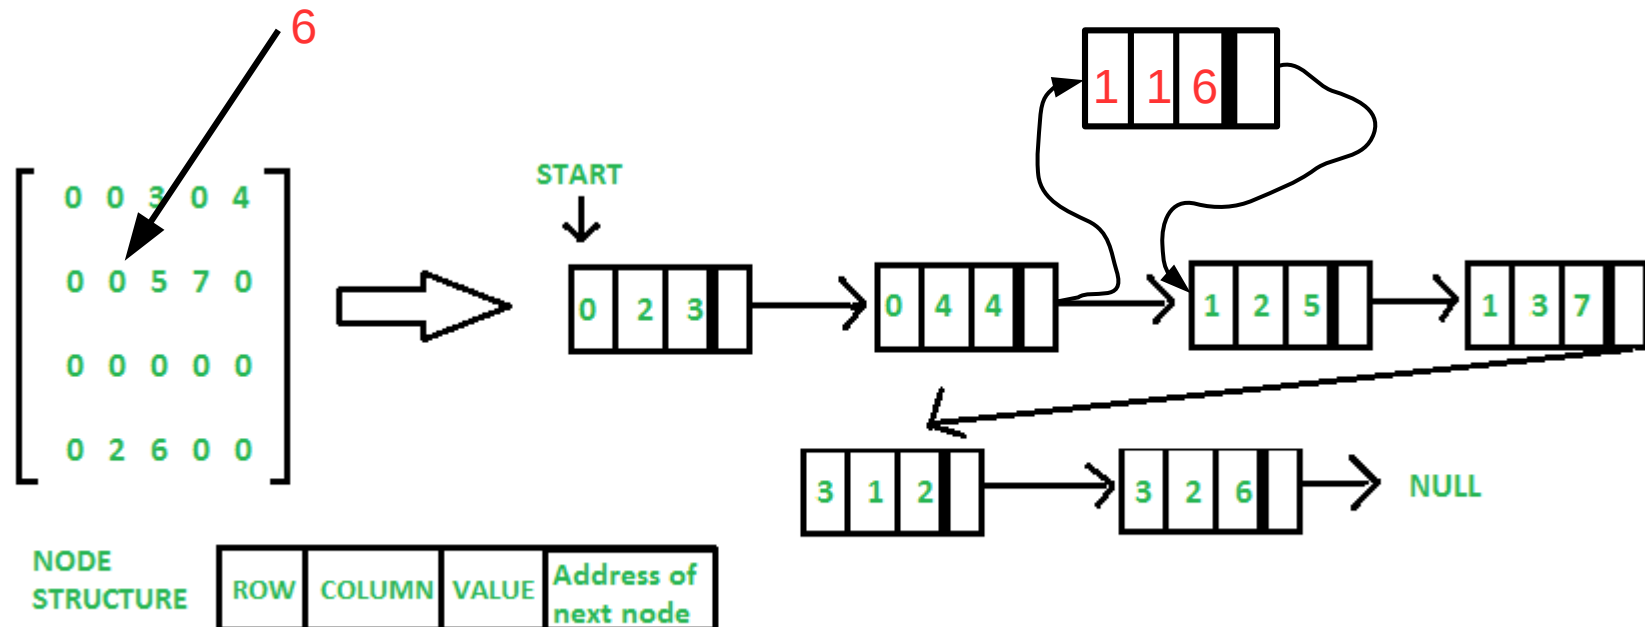 6
1 1 6
START
0 0 3 0 4
0 0 5 7 0
0 0 0 0 0
0 2 6 0 0
0 2 3
0 4 4
1 2 5
1 3 7
3 1 2
3 2 6
NULL
NODE
STRUCTURE
ROW
COLUMN
VALUE
Address of
next node